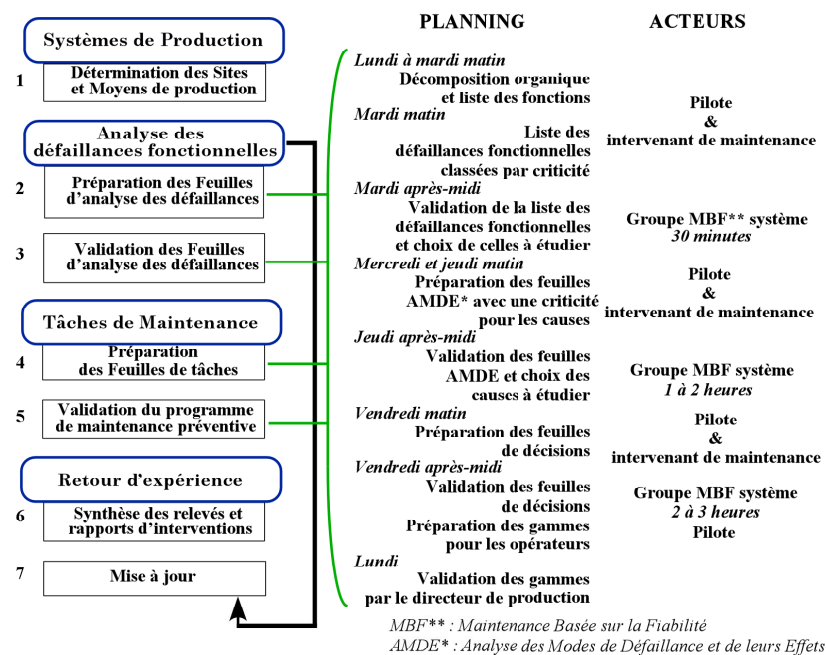 Systèmes de Production
1
Détermination des Sites
et Moyens de production
Analyse des
défaillances fonctionnelles
2
Préparation des Feuilles
d'analyse des défaillances
3
Validation des Feuilles
d'analyse des défaillances
Tâches de Maintenance
4
Préparation
des Feuilles de tâches
5
Validation du programme
de maintenance préventive
Retour d'expérience
6
Synthèse des relevés et
rapports d'interventions
7
Mise à jour
PLANNING
Lundi à mardi matin
Décomposition organique
et liste des fonctions
Mardi matin
Liste des
défaillances fonctionnelles
classées par criticité
Mardi après-midi
Validation de la liste des
défaillances fonctionnelles
et choix de celles à étudier
Mercredi et jeudi matin
Préparation des feuilles
AMDE* avec une criticité
pour les causes
Jeudi après-midi
Validation des feuilles
AMDE et choix des
causes à étudier
Vendredi matin
Préparation des feuilles
de décisions
Vendredi après-midi
Validation des feuilles
de décisions
Préparation des gammes
pour les opérateurs
Lundi
Validation des gammes
par le directeur de production
ACTEURS
Pilote
&
intervenant de maintenance
Groupe MBF** système
30 minutes
Pilote
&
intervenant de maintenance
Groupe MBF système
1 à 2 heures
Pilote
&
intervenant de maintenance
Groupe MBF système
2 à 3 heures
Pilote
MBF** : Maintenance Basée sur la Fiabilité
AMDE* : Analyse des Modes de Défaillance et de leurs Effets